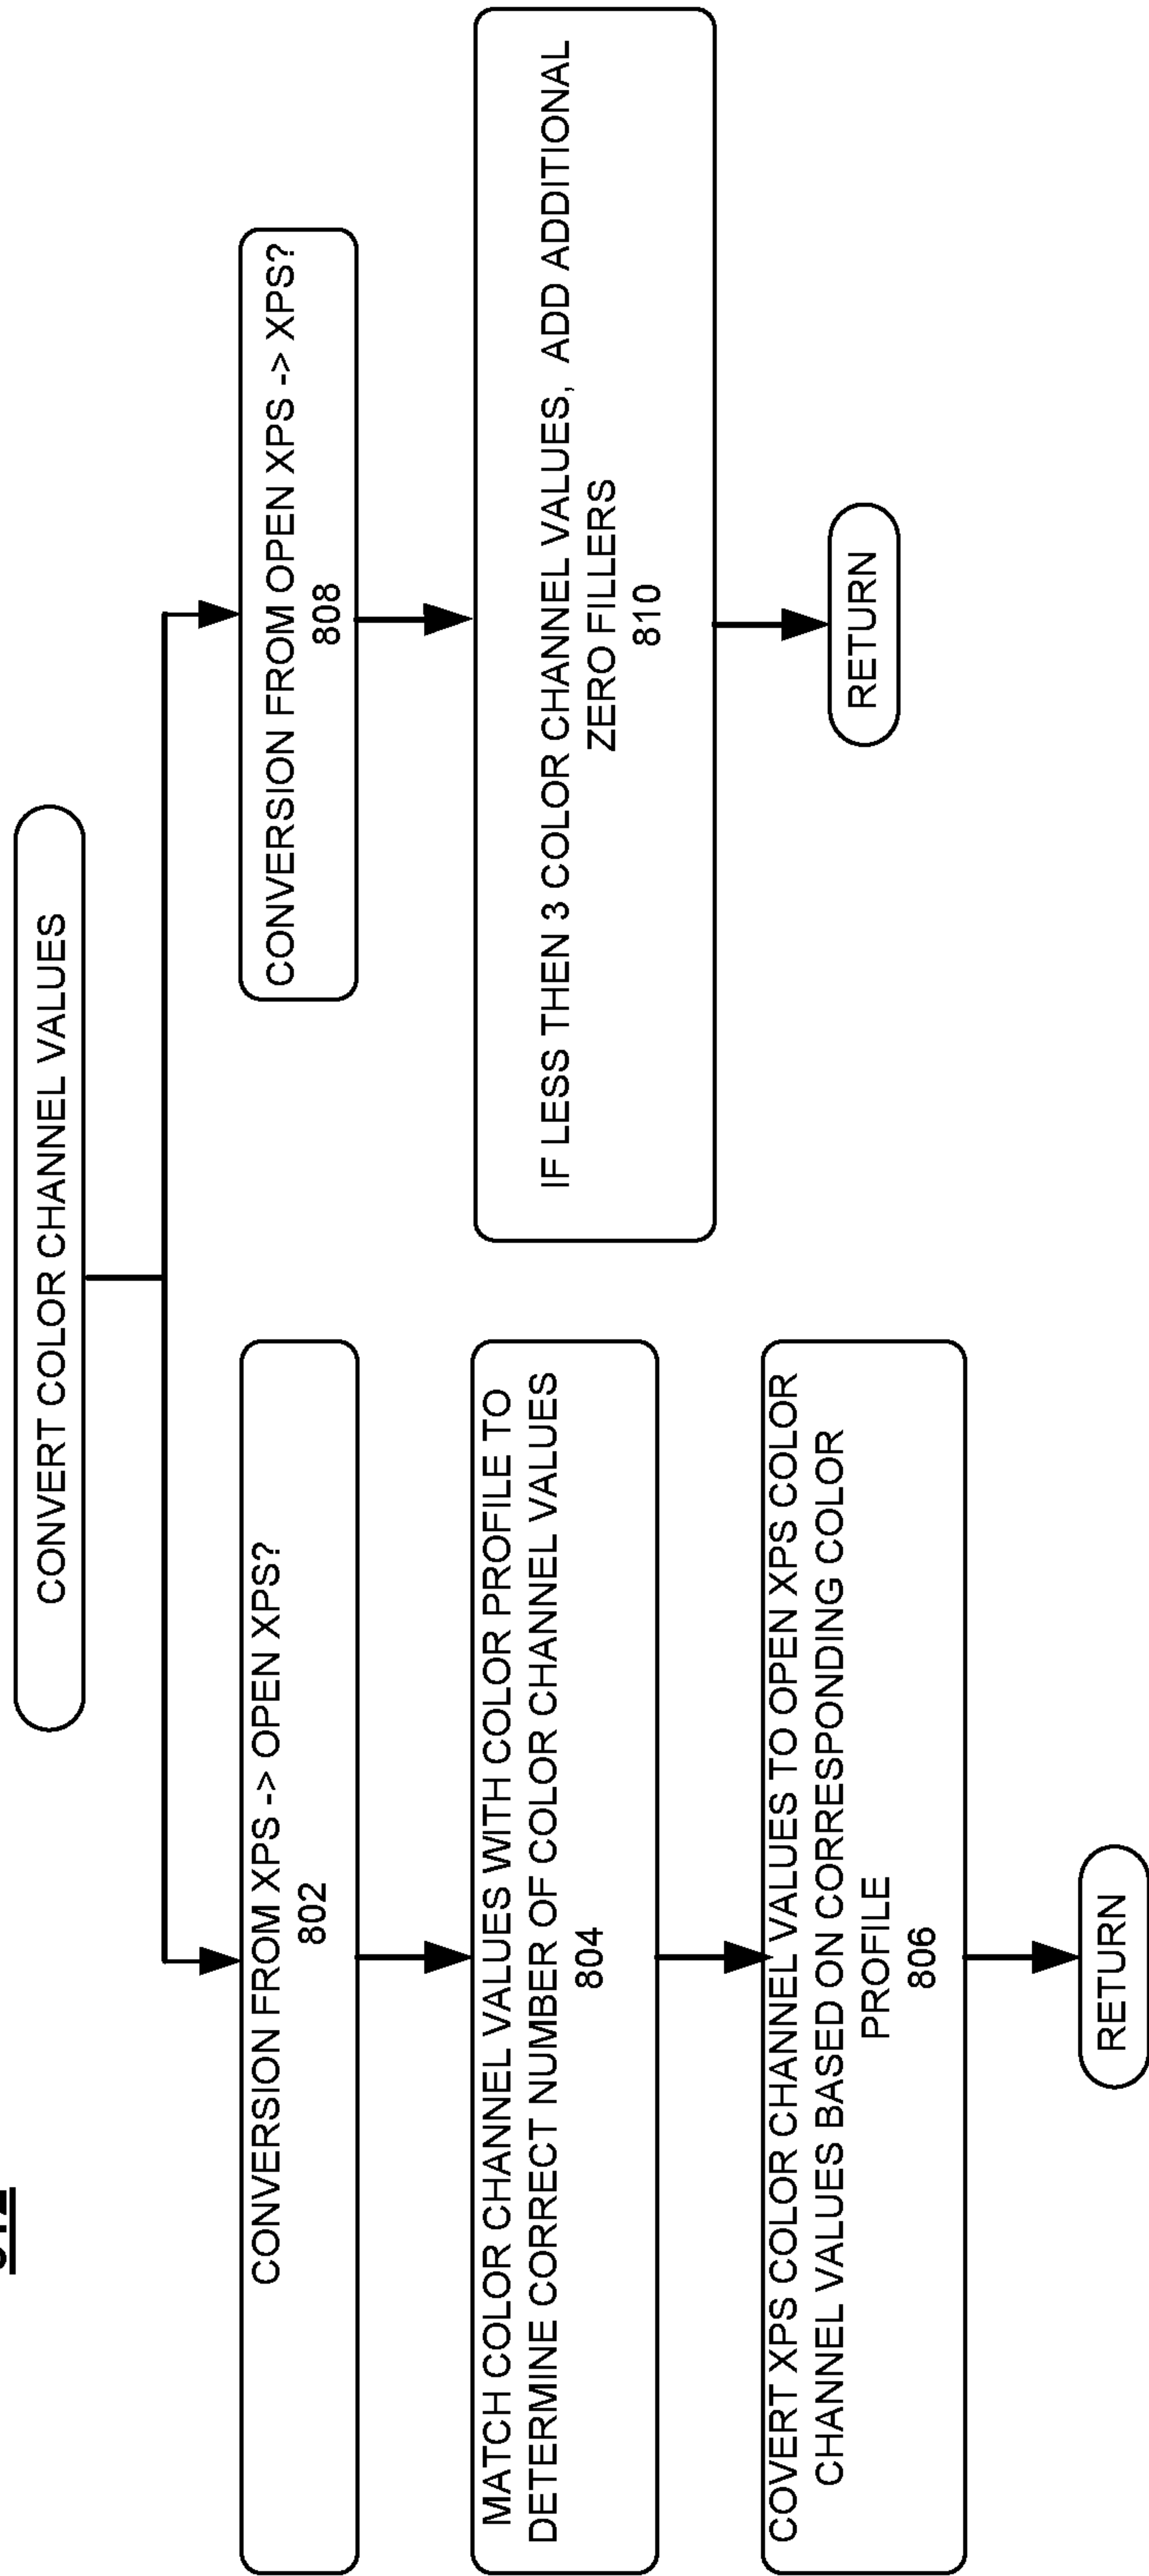 CONVERT COLOR CHANNEL VALUES
CONVERSION FROM XPS -> OPEN XPS?
802
MATCH COLOR CHANNEL VALUES WITH COLOR PROFILE TO
DETERMINE CORRECT NUMBER OF COLOR CHANNEL VALUES
804
COVERT XPS COLOR CHANNEL VALUES TO OPEN XPS COLOR
CHANNEL VALUES BASED ON CORRESPONDING COLOR
PROFILE
806
RETURN
CONVERSION FROM OPEN XPS -> XPS?
808
IF LESS THEN 3 COLOR CHANNEL VALUES, ADD ADDITIONAL
ZERO FILLERS
810
RETURN